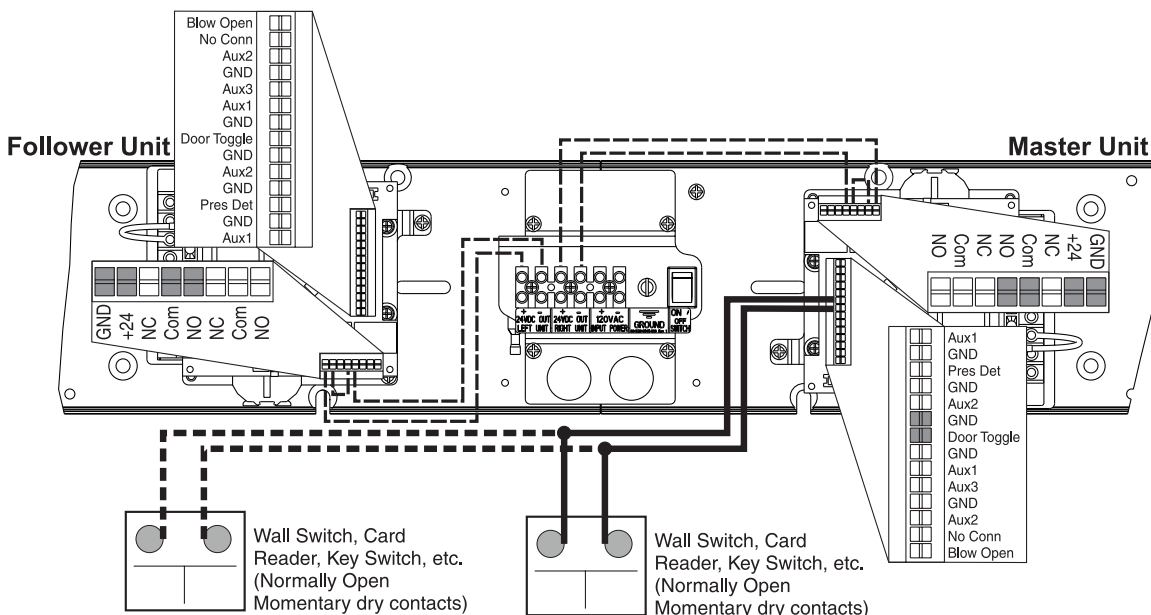 Blow Open
No Conn
Aux2
GND
Aux3
Aux1
GND
Door Toggle
GND
Aux2
GND
Pres Det
GND
Aux1
Follower Unit
Master Unit
GND
+24
NC
Com
NO
NC
Com
NO
NO
Com
NC
NO
Com
NC
+24
GND
+ - + - + -
24VDC OUT 24VDC OUT 120VAC
LEFT UNIT RIGHT UNIT INPUT POWER
GROUND
ON /
OFF
SWITCH
Aux1
GND
Pres Det
GND
Aux2
GND
Door Toggle
GND
Aux1
Aux3
GND
Aux2
No Conn
Blow Open
Wall Switch, Card
Reader, Key Switch, etc.
(Normally Open
Momentary dry contacts)
Wall Switch, Card
Reader, Key Switch, etc.
(Normally Open
Momentary dry contacts)